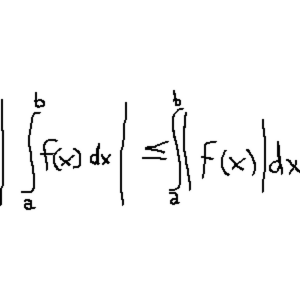 |∫_a^b f(x) dx| ≤ ∫_a^b |F(x)| dx